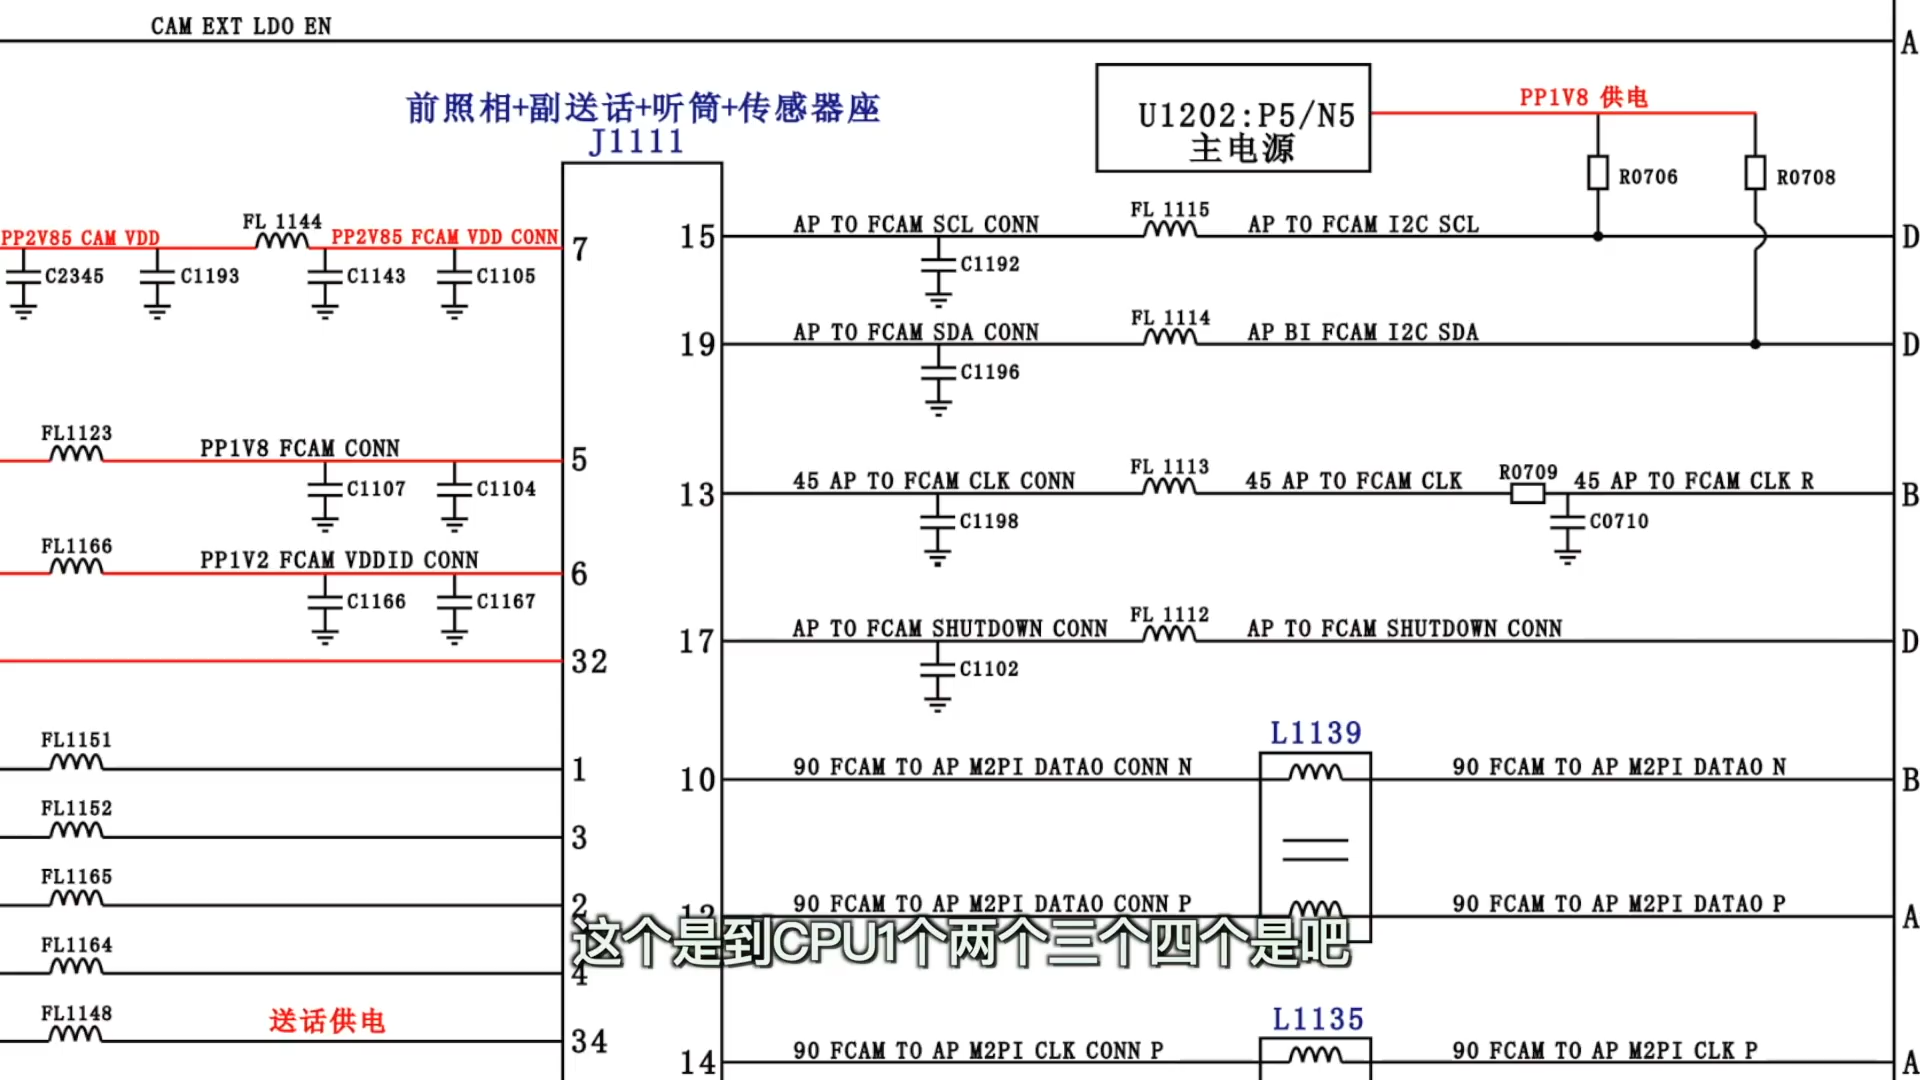 CAM EXT LDO EN
A
前照相+副送话+听筒+传感器座
J1111
U1202:P5/N5
主电源
PP1V8 供电
R0706
R0708
PP2V85 CAM VDD
FL 1144
PP2V85 FCAM VDD CONN
7
C2345
C1193
C1143
C1105
15
AP TO FCAM SCL CONN
FL 1115
AP TO FCAM I2C SCL
D
C1192
19
AP TO FCAM SDA CONN
FL 1114
AP BI FCAM I2C SDA
D
C1196
FL1123
PP1V8 FCAM CONN
5
C1107
C1104
13
45 AP TO FCAM CLK CONN
FL 1113
45 AP TO FCAM CLK
R0709
45 AP TO FCAM CLK R
B
C1198
C0710
FL1166
PP1V2 FCAM VDDID CONN
6
C1166
C1167
17
AP TO FCAM SHUTDOWN CONN
FL 1112
AP TO FCAM SHUTDOWN CONN
D
C1102
32
FL1151
1
10
90 FCAM TO AP M2PI DATAO CONN N
L1139
90 FCAM TO AP M2PI DATAO N
B
FL1152
3
FL1165
2
12
90 FCAM TO AP M2PI DATAO CONN P
90 FCAM TO AP M2PI DATAO P
A
这个是到CPU1个两个三个四个是吧
FL1164
4
FL1148
送话供电
34
14
90 FCAM TO AP M2PI CLK CONN P
L1135
90 FCAM TO AP M2PI CLK P
A